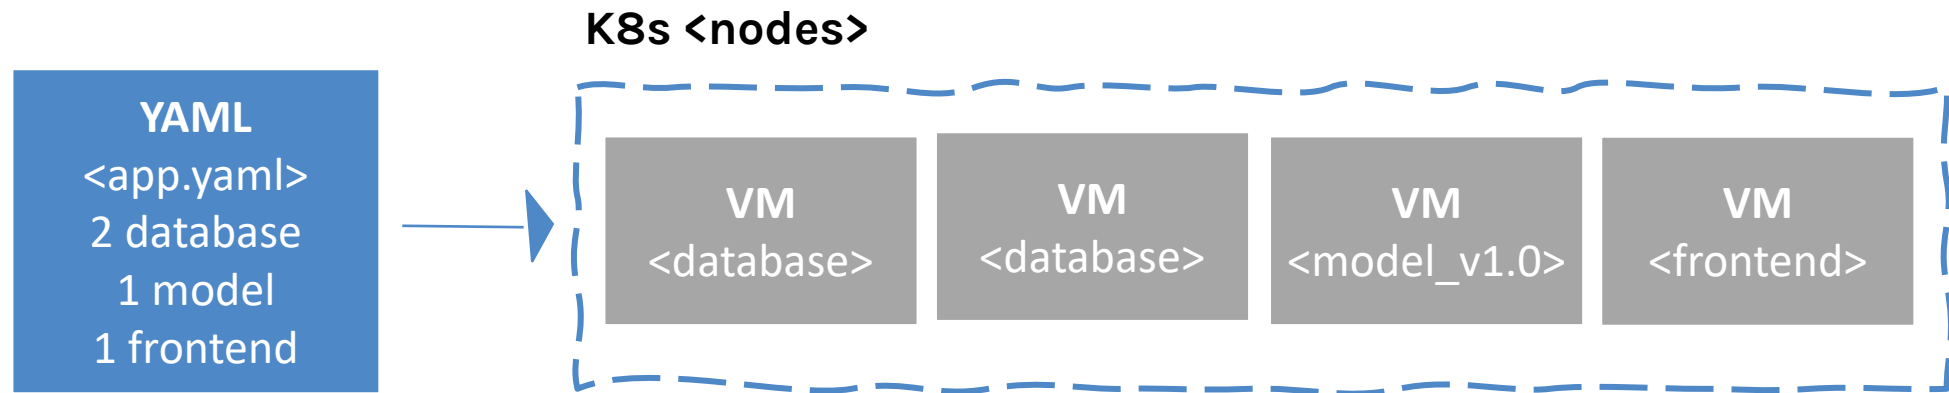 K8s <nodes>
YAML
<app.yaml>
2 database
1 model
1 frontend
VM
<database>
VM
<database>
VM
<model_v1.0>
VM
<frontend>